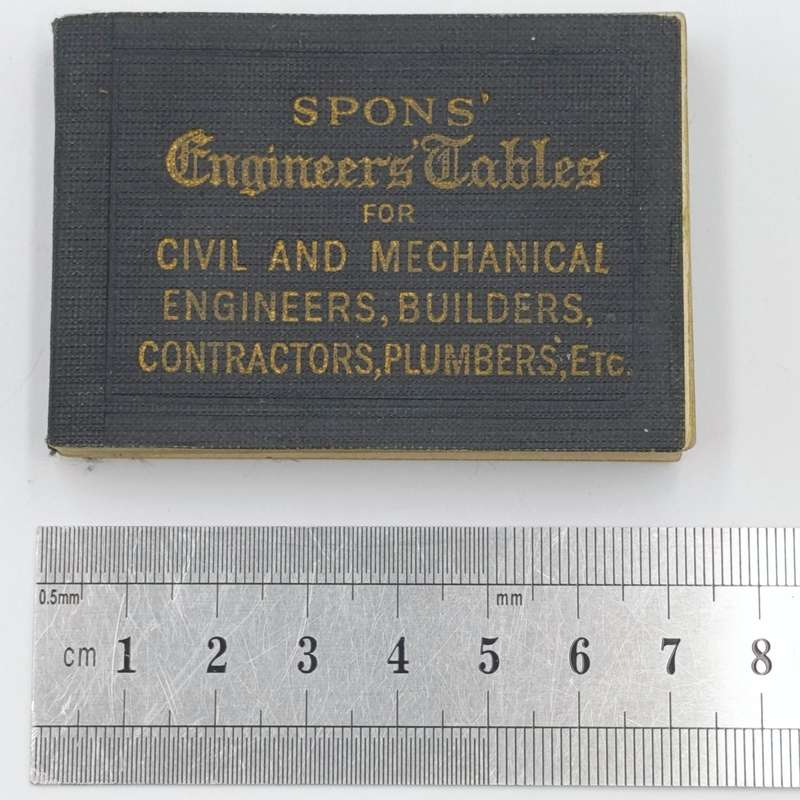 SPONS'
Engineers' Tables
FOR
CIVIL AND MECHANICAL
ENGINEERS, BUILDERS,
CONTRACTORS, PLUMBERS, ETC.
0.5mm mm
cm 1 2 3 4 5 6 7 8